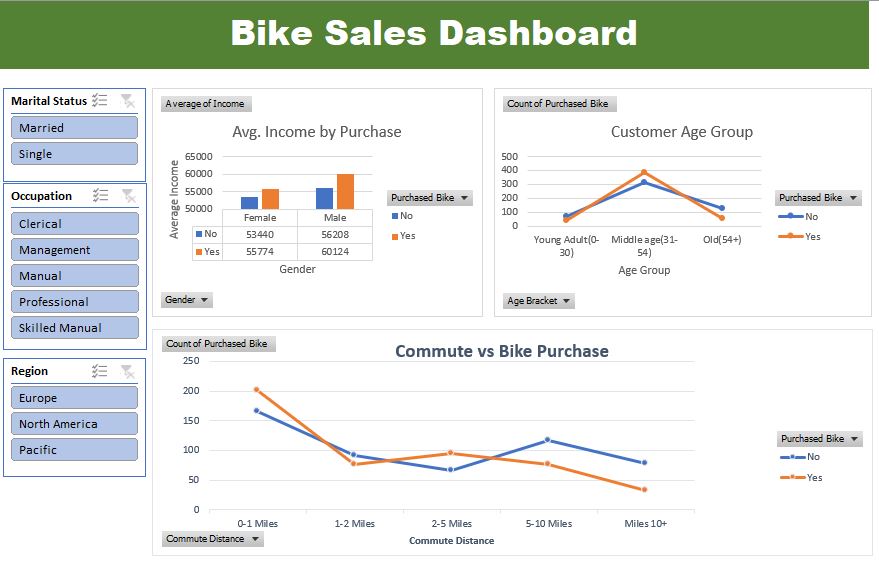 Bike Sales Dashboard
Marital Status
Married
Single
Occupation
Clerical
Management
Manual
Professional
Skilled Manual
Region
Europe
North America
Pacific
Average of Income
Avg. Income by Purchase
Average Income
65000
60000
55000
50000
Female Male
No 53440 56208
Yes 55774 60124
Gender
Purchased Bike
No
Yes
Gender
Count of Purchased Bike
Customer Age Group
500
400
300
200
100
0
Young Adult(0-
30)
Middle age(31-
54)
Old(54+)
Age Group
Purchased Bike
No
Yes
Age Bracket
Count of Purchased Bike
Commute vs Bike Purchase
250
200
150
100
50
0
0-1 Miles 1-2 Miles 2-5 Miles 5-10 Miles Miles 10+
Commute Distance
Purchased Bike
No
Yes
Commute Distance